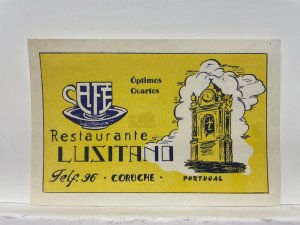 Óptimos
Quartos
CAFÉ
Restaurante
LUSITANO
Telf. 96 - CORUCHE - PORTUGAL